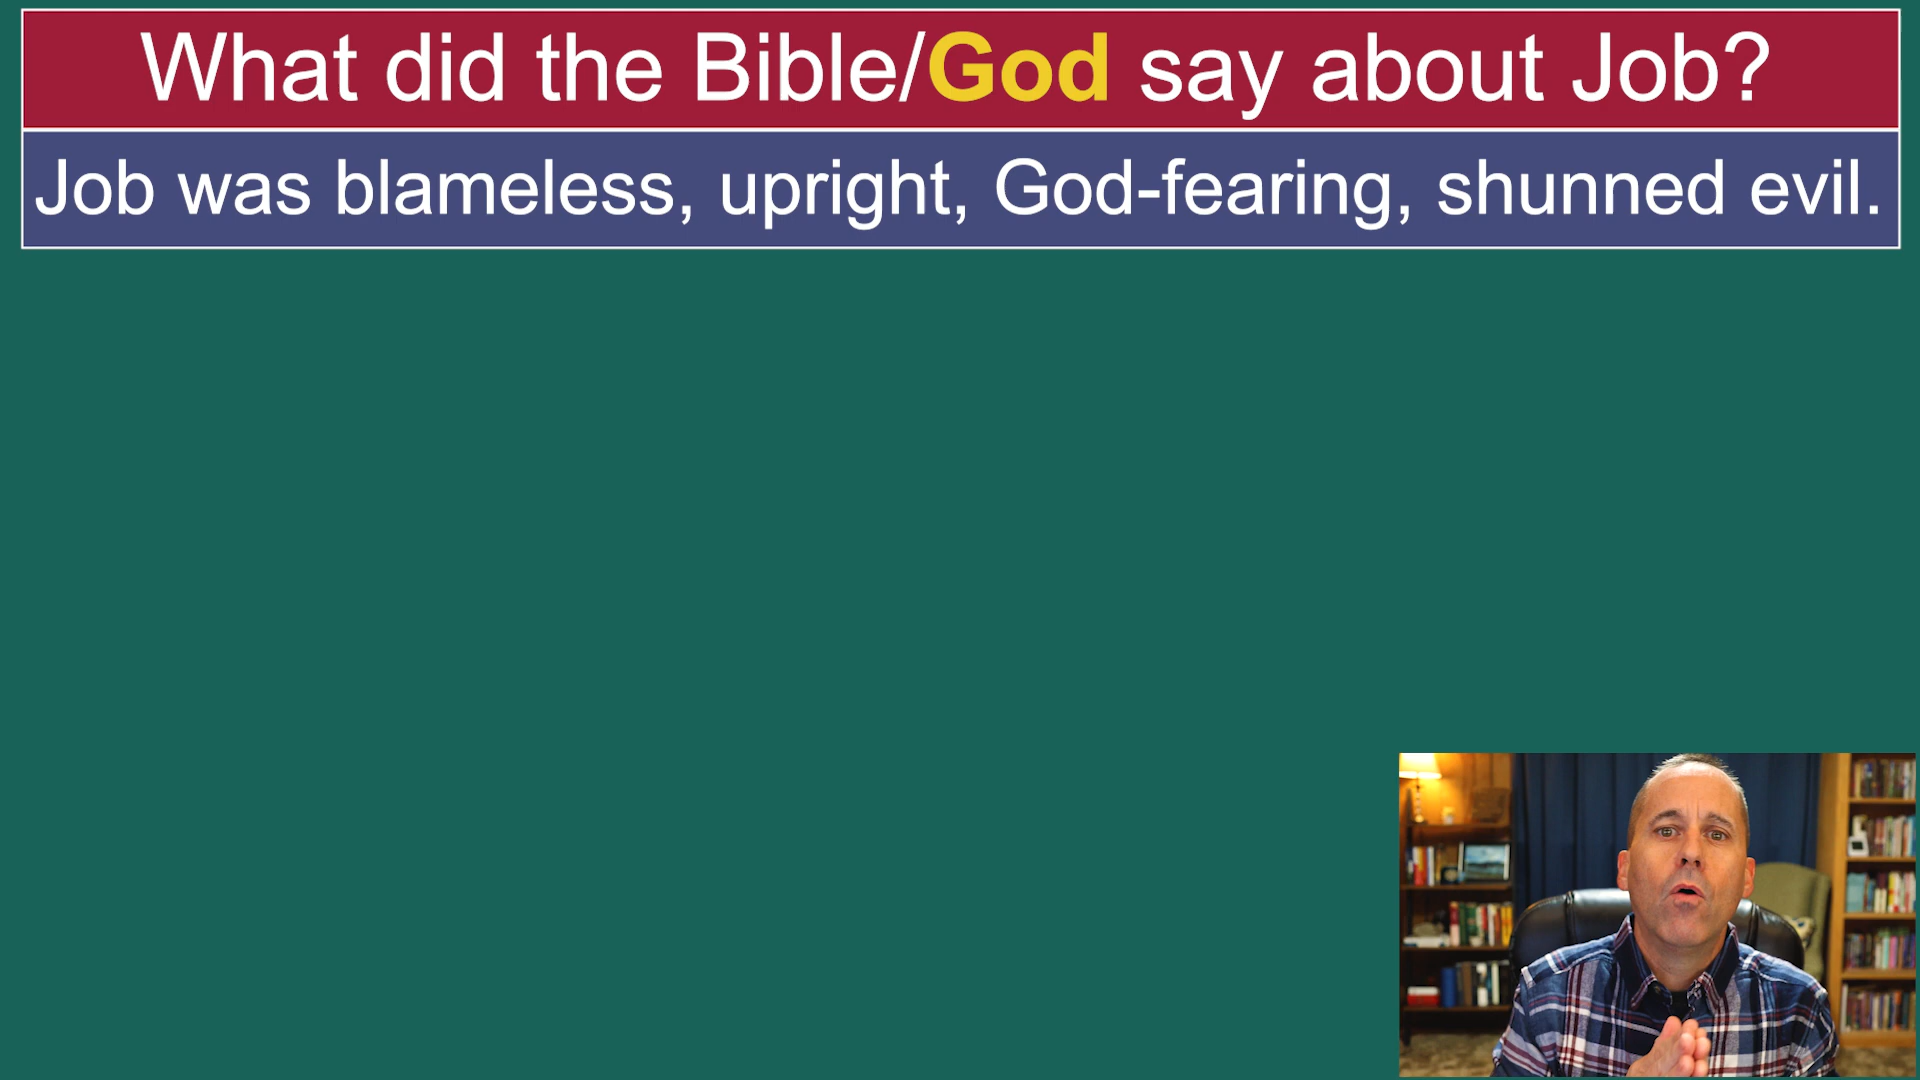 What did the Bible/God say about Job?
Job was blameless, upright, God-fearing, shunned evil.